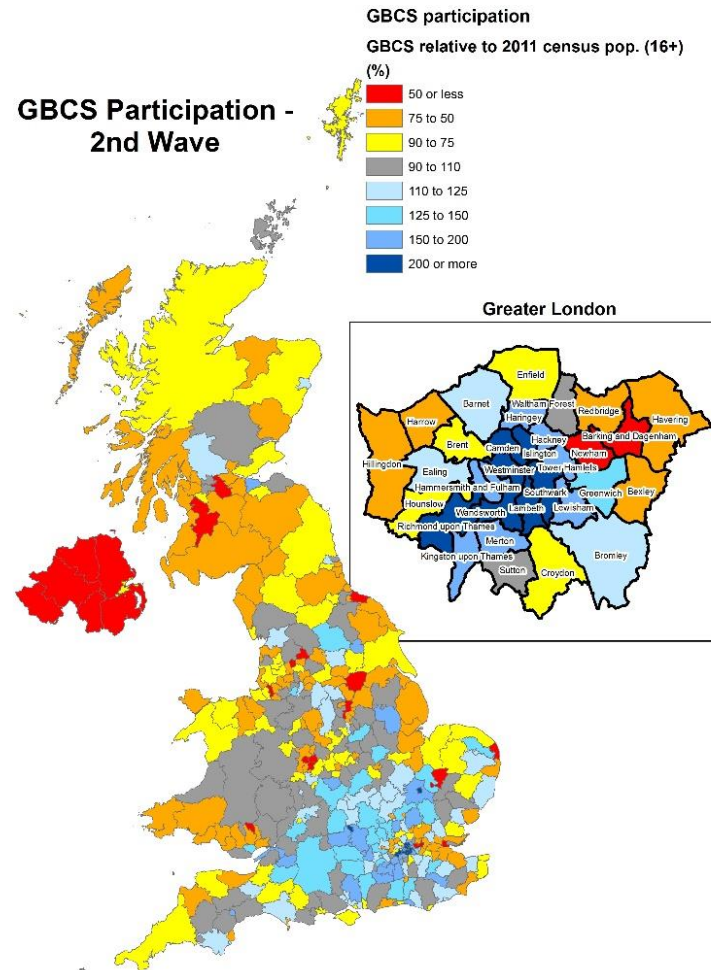 GBCS participation
GBCS relative to 2011 census pop. (16+)
(%)
50 or less
75 to 50
90 to 75
90 to 110
110 to 125
125 to 150
150 to 200
200 or more
GBCS Participation -
2nd Wave
Greater London
Enfield
Barnet
Waltham Forest
Haringey
Redbridge
Harrow
Havering
Hackney
Barking and Dagenham
Brent
Camden
Islington
Newham
Hillingdon
Ealing
Westminster
Tower Hamlets
Hammersmith and Fulham
Southwark
Greenwich
Bexley
Hounslow
Wandsworth
Lambeth
Lewisham
Richmond upon Thames
Merton
Kingston upon Thames
Bromley
Sutton
Croydon